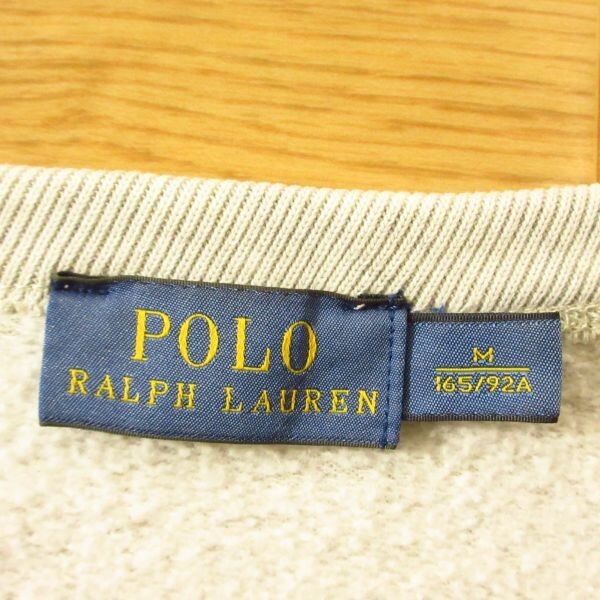 POLO
RALPH LAUREN
M
165/92A